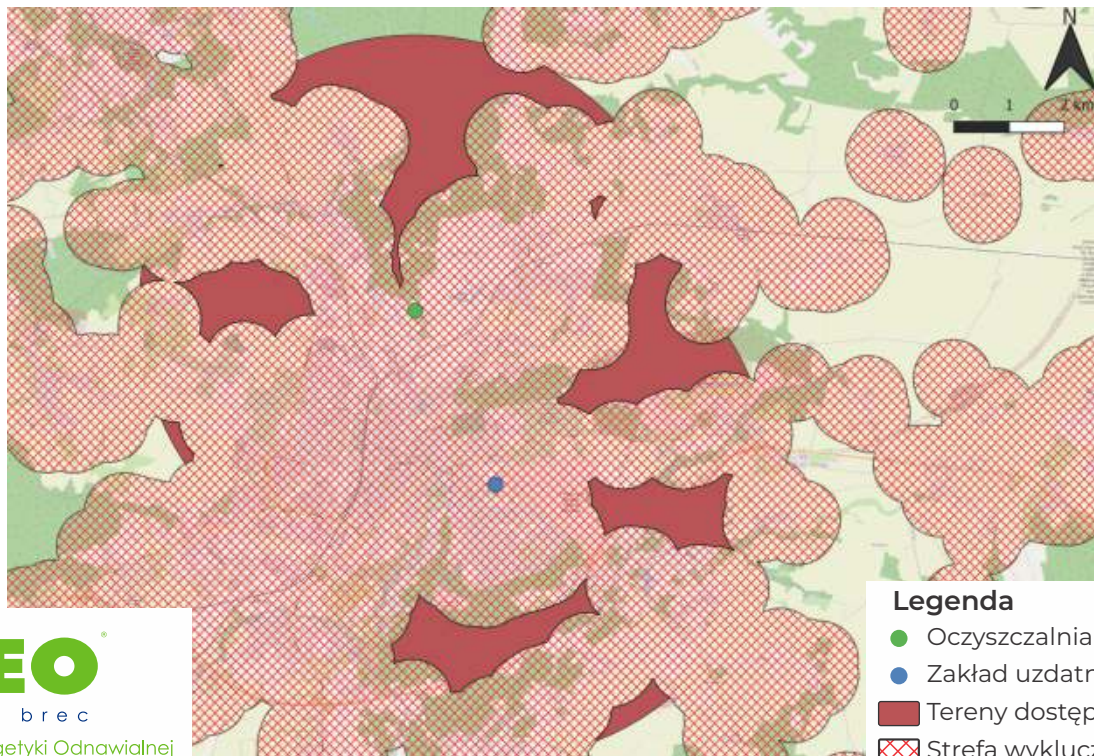 N
0 1 2 km
Legenda
Oczyszczalnia
Zakład uzdatn
Tereny dostęp
Strefa wyklucz
EO
brec
getyki Odnawialnej